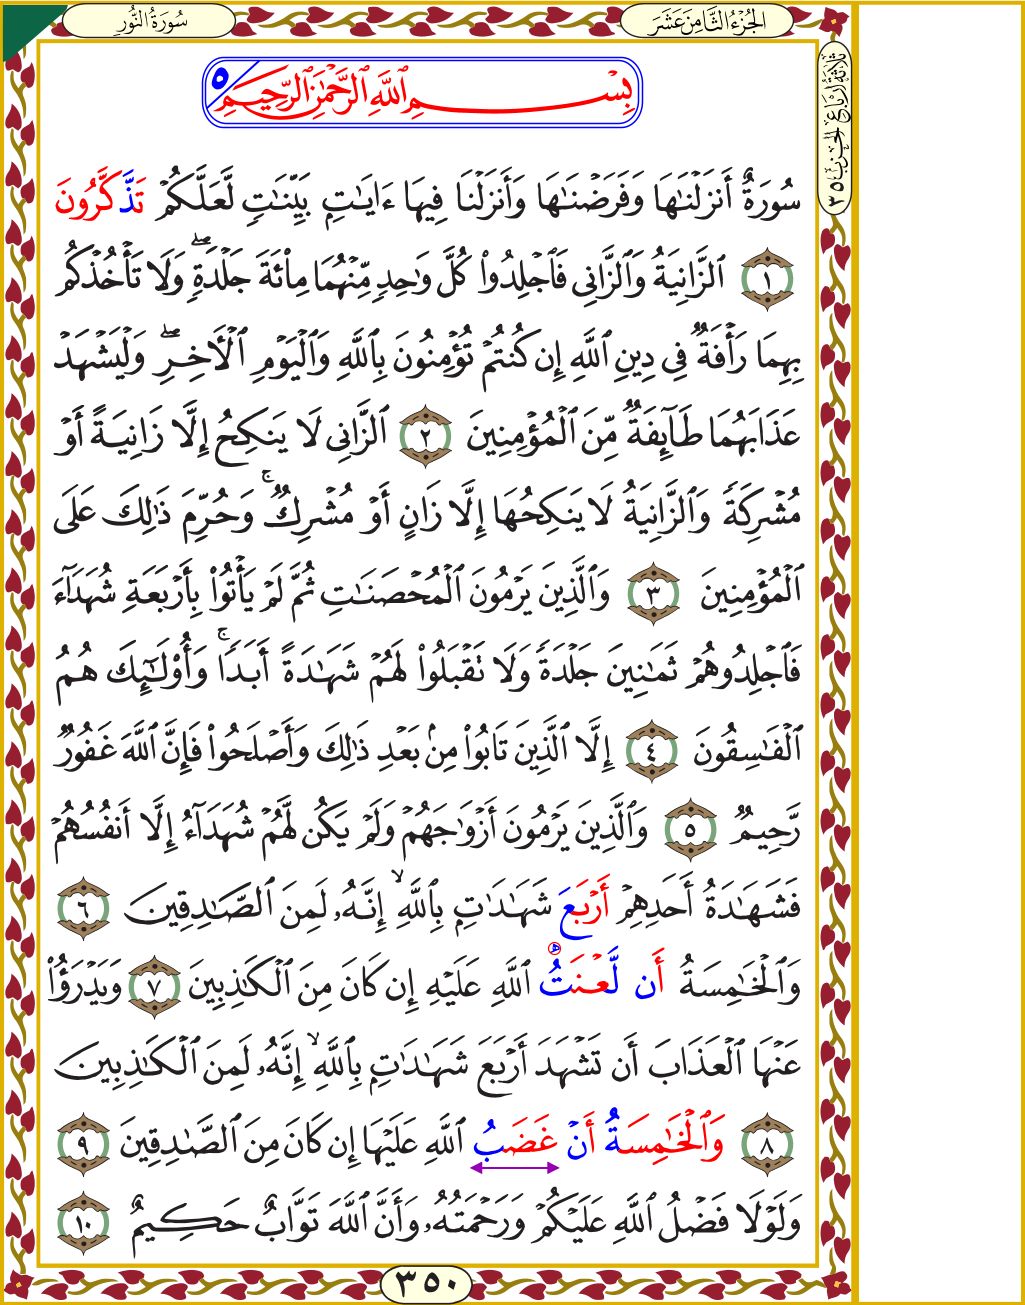 سُورَةُ النُّورِ
الجُزْءُ الثَّامِنَ عَشَرَ
ثَلَاثَةُ أَرْبَاعِ الحِزْبِ ٣٥
بِسْمِ ٱللَّهِ ٱلرَّحْمَٰنِ ٱلرَّحِيمِ ٥
سُورَةٌ أَنزَلْنَٰهَا وَفَرَضْنَٰهَا وَأَنزَلْنَا فِيهَا ءَايَٰتٍۭ بَيِّنَٰتٍ لَّعَلَّكُمْ تَذَّكَّرُونَ
١ ٱلزَّانِيَةُ وَٱلزَّانِى فَٱجْلِدُوا۟ كُلَّ وَٰحِدٍ مِّنْهُمَا مِا۟ئَةَ جَلْدَةٍ ۖ وَلَا تَأْخُذْكُم
بِهِمَا رَأْفَةٌ فِى دِينِ ٱللَّهِ إِن كُنتُمْ تُؤْمِنُونَ بِٱللَّهِ وَٱلْيَوْمِ ٱلْأَخِرِ ۖ وَلْيَشْهَدْ
عَذَابَهُمَا طَآئِفَةٌ مِّنَ ٱلْمُؤْمِنِينَ ٢ ٱلزَّانِى لَا يَنكِحُ إِلَّا زَانِيَةً أَوْ
مُشْرِكَةً وَٱلزَّانِيَةُ لَا يَنكِحُهَا إِلَّا زَانٍ أَوْ مُشْرِكٌ ۚ وَحُرِّمَ ذَٰلِكَ عَلَى
ٱلْمُؤْمِنِينَ ٣ وَٱلَّذِينَ يَرْمُونَ ٱلْمُحْصَنَٰتِ ثُمَّ لَمْ يَأْتُوا۟ بِأَرْبَعَةِ شُهَدَآءَ
فَٱجْلِدُوهُمْ ثَمَٰنِينَ جَلْدَةً وَلَا تَقْبَلُوا۟ لَهُمْ شَهَٰدَةً أَبَدًا ۚ وَأُو۟لَٰٓئِكَ هُمُ
ٱلْفَٰسِقُونَ ٤ إِلَّا ٱلَّذِينَ تَابُوا۟ مِنۢ بَعْدِ ذَٰلِكَ وَأَصْلَحُوا۟ فَإِنَّ ٱللَّهَ غَفُورٌ
رَّحِيمٌ ٥ وَٱلَّذِينَ يَرْمُونَ أَزْوَٰجَهُمْ وَلَمْ يَكُن لَّهُمْ شُهَدَآءُ إِلَّا أَنفُسُهُمْ
فَشَهَٰدَةُ أَحَدِهِمْ أَرْبَعَ شَهَٰدَٰتٍۭ بِٱللَّهِ ۙ إِنَّهُۥ لَمِنَ ٱلصَّٰدِقِينَ ٦
وَٱلْخَٰمِسَةُ أَن لَّعْنَتُ ٱللَّهِ عَلَيْهِ إِن كَانَ مِنَ ٱلْكَٰذِبِينَ ٧ وَيَدْرَؤُا۟
عَنْهَا ٱلْعَذَابَ أَن تَشْهَدَ أَرْبَعَ شَهَٰدَٰتٍۭ بِٱللَّهِ ۙ إِنَّهُۥ لَمِنَ ٱلْكَٰذِبِينَ
٨ وَٱلْخَٰمِسَةُ أَنْ غَضَبُ ٱللَّهِ عَلَيْهَا إِن كَانَ مِنَ ٱلصَّٰدِقِينَ ٩
وَلَوْلَا فَضْلُ ٱللَّهِ عَلَيْكُمْ وَرَحْمَتُهُۥ وَأَنَّ ٱللَّهَ تَوَّابٌ حَكِيمٌ ١٠
٣٥٠